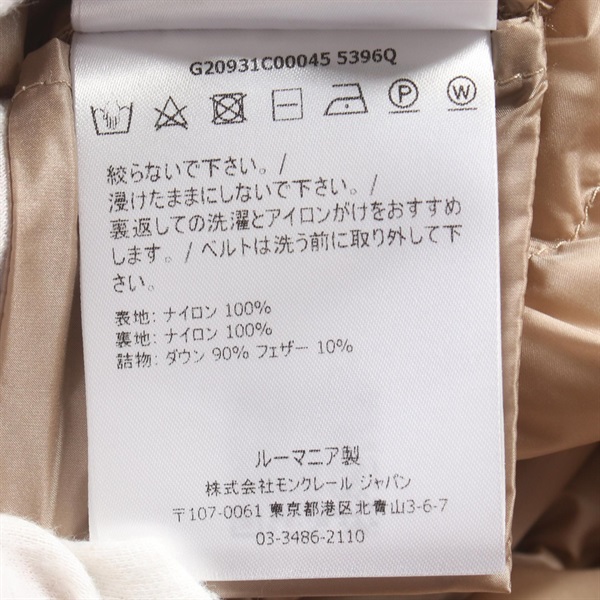 G20931C00045 5396Q
P W
絞らないで下さい。/
浸けたままにしないで下さい。/
裏返しての洗濯とアイロンがけをおすすめ
します。/ ベルトは洗う前に取り外して下
さい。
表地: ナイロン 100%
裏地: ナイロン 100%
詰物: ダウン 90% フェザー 10%
ルーマニア製
株式会社モンクレール ジャパン
〒107-0061 東京都港区北青山3-6-7
03-3486-2110